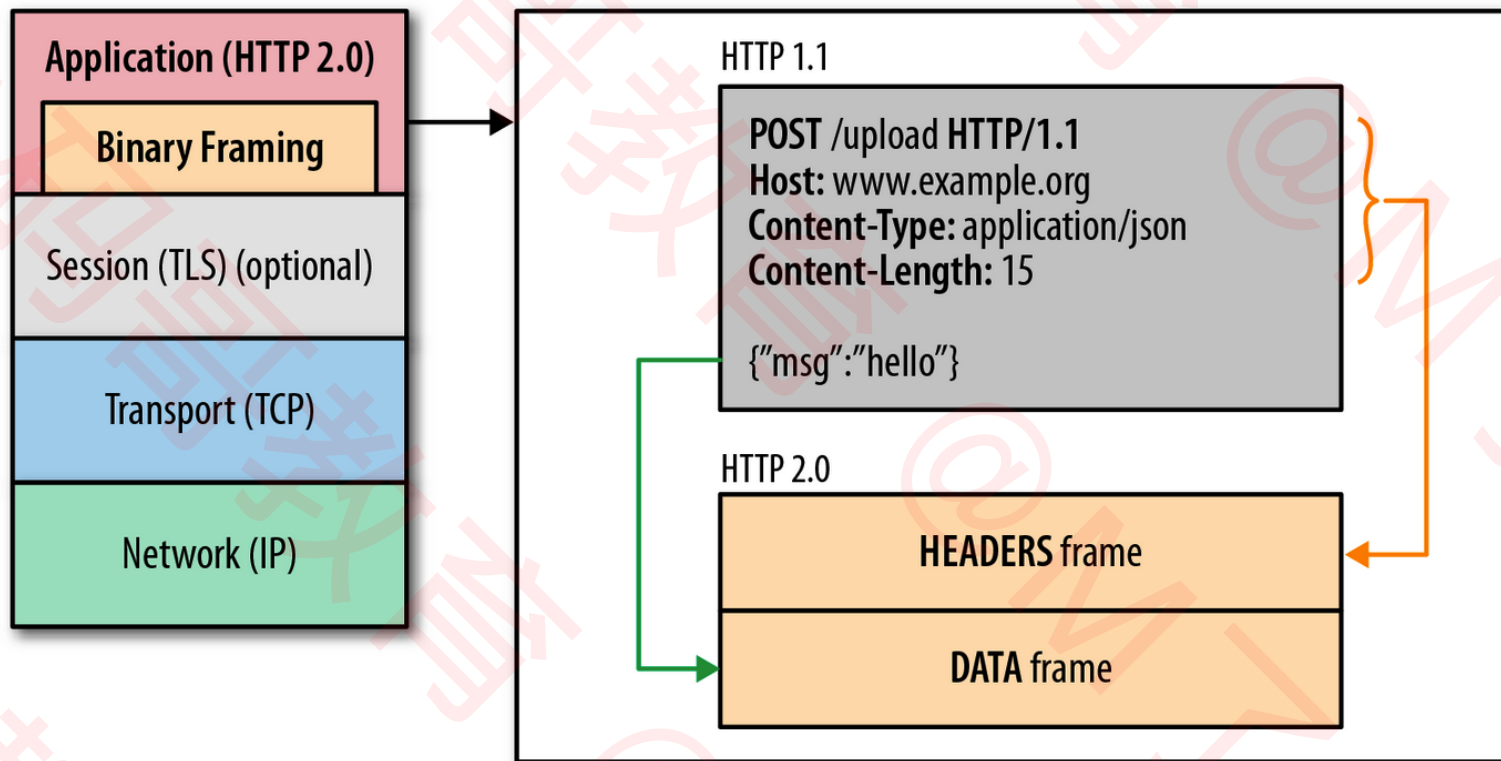 Application (HTTP 2.0)
Binary Framing
Session (TLS) (optional)
Transport (TCP)
Network (IP)
HTTP 1.1
POST /upload HTTP/1.1
Host: www.example.org
Content-Type: application/json
Content-Length: 15
{"msg":"hello"}
HTTP 2.0
HEADERS frame
DATA frame